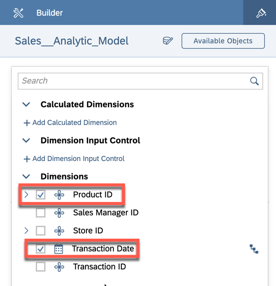 Builder
Sales__Analytic_Model
Available Objects
Search
Calculated Dimensions
+ Add Calculated Dimension
Dimension Input Control
+ Add Dimension Input Control
Dimensions
Product ID
Sales Manager ID
Store ID
Transaction Date
Transaction ID